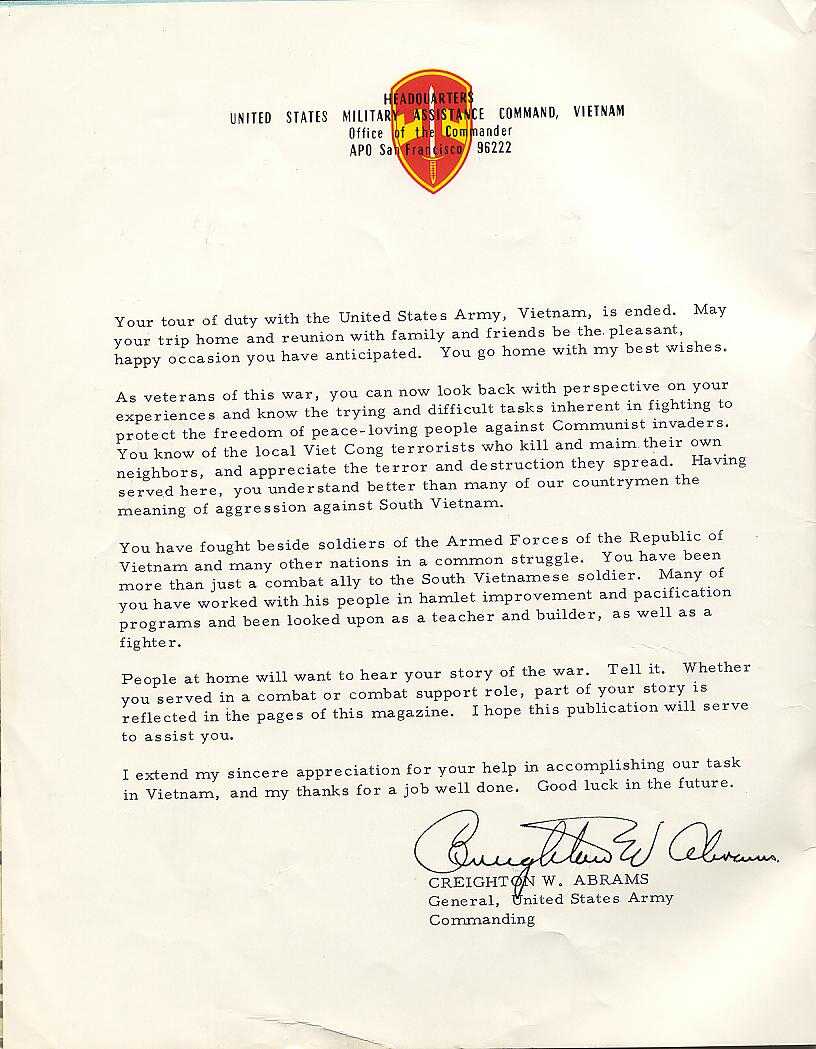 HEADQUARTERS
UNITED STATES MILITARY ASSISTANCE COMMAND, VIETNAM
Office of the Commander
APO San Francisco 96222
Your tour of duty with the United States Army, Vietnam, is ended. May
your trip home and reunion with family and friends be the pleasant,
happy occasion you have anticipated. You go home with my best wishes.
As veterans of this war, you can now look back with perspective on your
experiences and know the trying and difficult tasks inherent in fighting to
protect the freedom of peace-loving people against Communist invaders.
You know of the local Viet Cong terrorists who kill and maim their own
neighbors, and appreciate the terror and destruction they spread. Having
served here, you understand better than many of our countrymen the
meaning of aggression against South Vietnam.
You have fought beside soldiers of the Armed Forces of the Republic of
Vietnam and many other nations in a common struggle. You have been
more than just a combat ally to the South Vietnamese soldier. Many of
you have worked with his people in hamlet improvement and pacification
programs and been looked upon as a teacher and builder, as well as a
fighter.
People at home will want to hear your story of the war. Tell it. Whether
you served in a combat or combat support role, part of your story is
reflected in the pages of this magazine. I hope this publication will serve
to assist you.
I extend my sincere appreciation for your help in accomplishing our task
in Vietnam, and my thanks for a job well done. Good luck in the future.
Creighton W Abrams
CREIGHTON W. ABRAMS
General, United States Army
Commanding